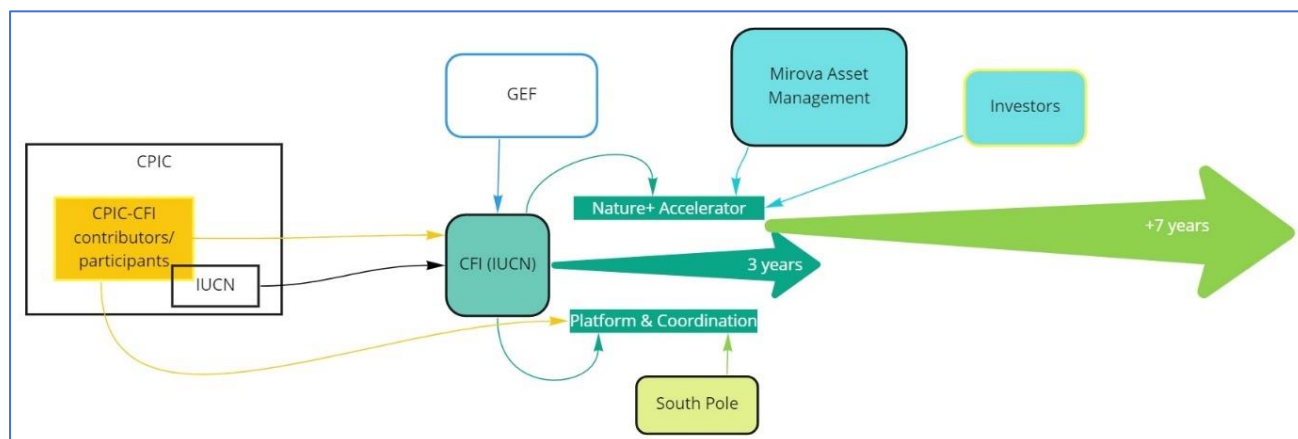 GEF
Mirova Asset
Management
Investors
CPIC
CPIC-CFI
contributors/
participants
IUCN
CFI (IUCN)
Nature+ Accelerator
3 years
+7 years
Platform & Coordination
South Pole